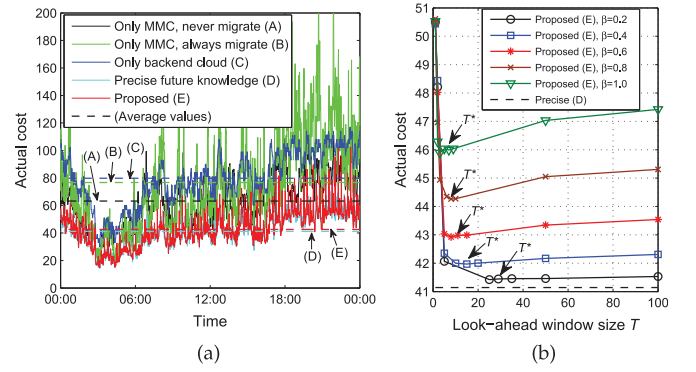 200
180
160
140
120
100
80
60
40
20
0
Actual cost
Only MMC, never migrate (A)
Only MMC, always migrate (B)
Only backend cloud (C)
Precise future knowledge (D)
Proposed (E)
(Average values)
(A)
(B)
(C)
(D)
(E)
00:00 06:00 12:00 18:00 00:00
Time
(a)
51
50
49
48
47
46
45
44
43
42
41
Actual cost
Proposed (E), β=0.2
Proposed (E), β=0.4
Proposed (E), β=0.6
Proposed (E), β=0.8
Proposed (E), β=1.0
Precise (D)
T*
T*
T*
T*
T*
0 20 40 60 80 100
Look−ahead window size T
(b)